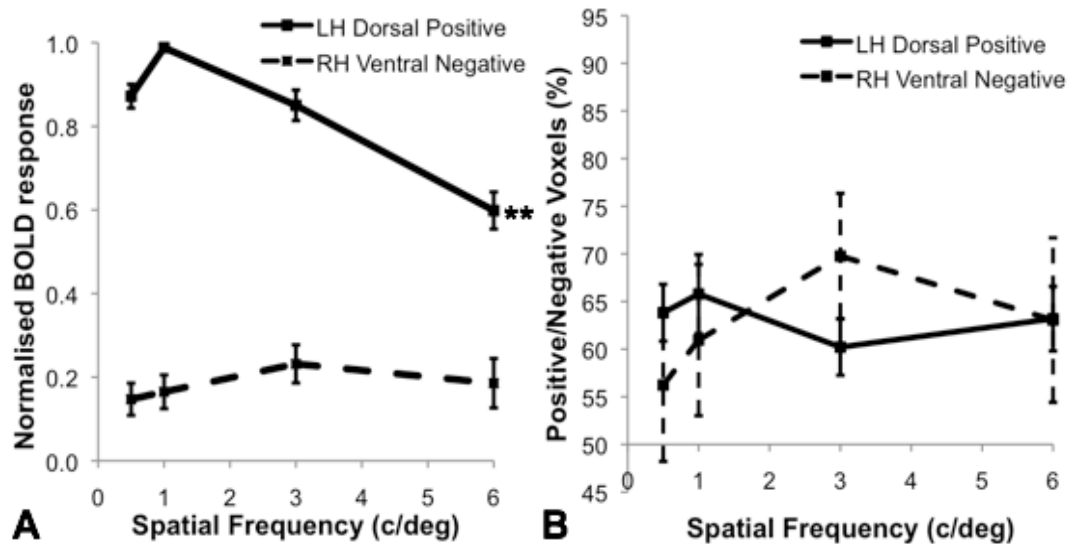 LH Dorsal Positive
RH Ventral Negative
Normalised BOLD response
1.0
0.8
0.6
0.4
0.2
0.0
**
0 1 2 3 4 5 6
Spatial Frequency (c/deg)
A
LH Dorsal Positive
RH Ventral Negative
Positive/Negative Voxels (%)
95
90
85
80
75
70
65
60
55
50
45
0 1 2 3 4 5 6
Spatial Frequency (c/deg)
B